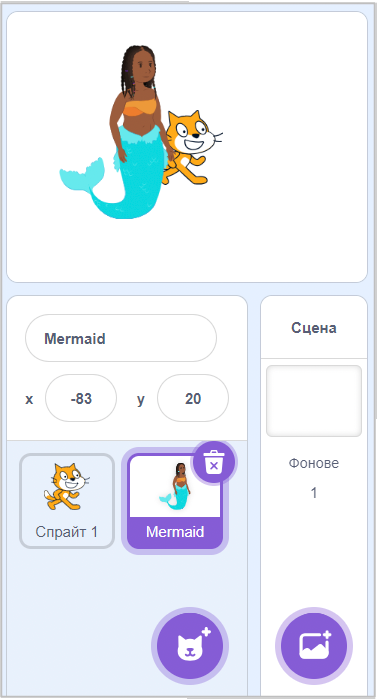 Mermaid
Сцена
x -83 y 20
Фонове
1
Спрайт 1 Mermaid